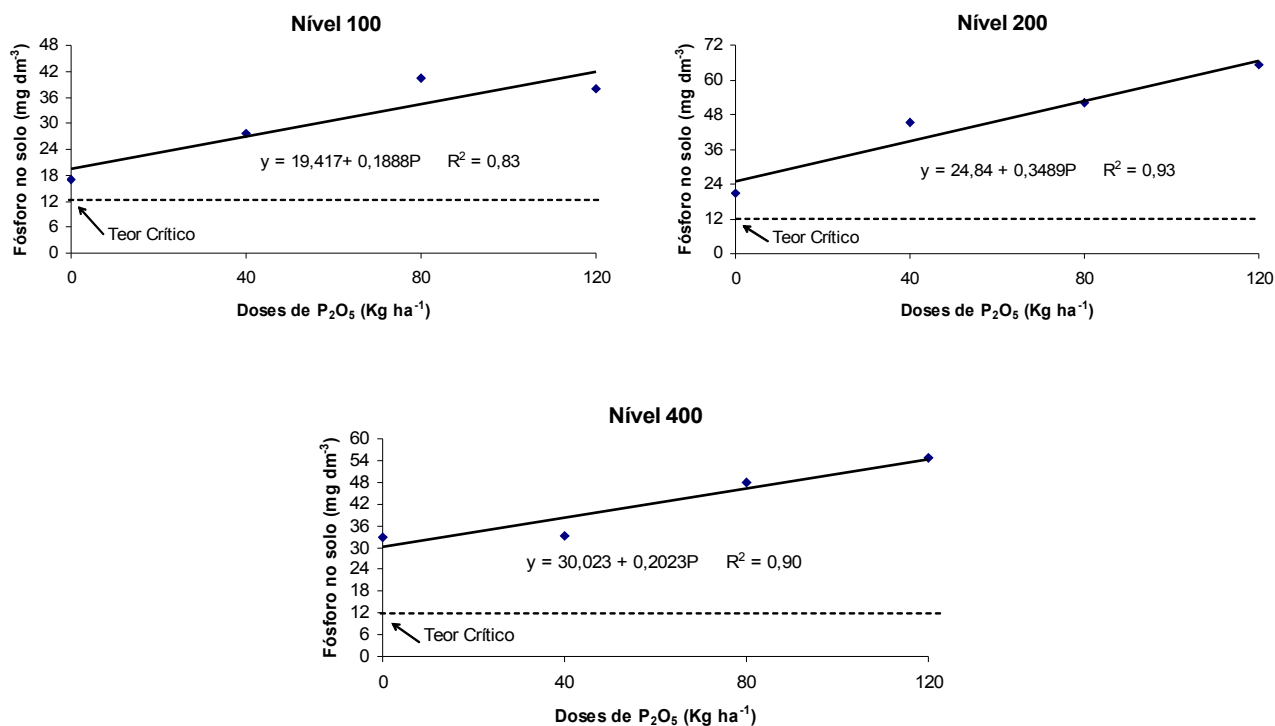 Nível 100
Fósforo no solo (mg dm-3)
48
42
36
30
24
18
12
6
0
y = 19,417+ 0,1888P R2 = 0,83
Teor Crítico
0 40 80 120
Doses de P2O5 (Kg ha-1)
Nível 200
Fósforo no solo (mg dm-3)
72
60
48
36
24
12
0
y = 24,84 + 0,3489P R2 = 0,93
Teor Crítico
0 40 80 120
Doses de P2O5 (Kg ha-1)
Nível 400
Fósforo no solo (mg dm-3)
60
54
48
42
36
30
24
18
12
6
0
y = 30,023 + 0,2023P R2 = 0,90
Teor Crítico
0 40 80 120
Doses de P2O5 (Kg ha-1)